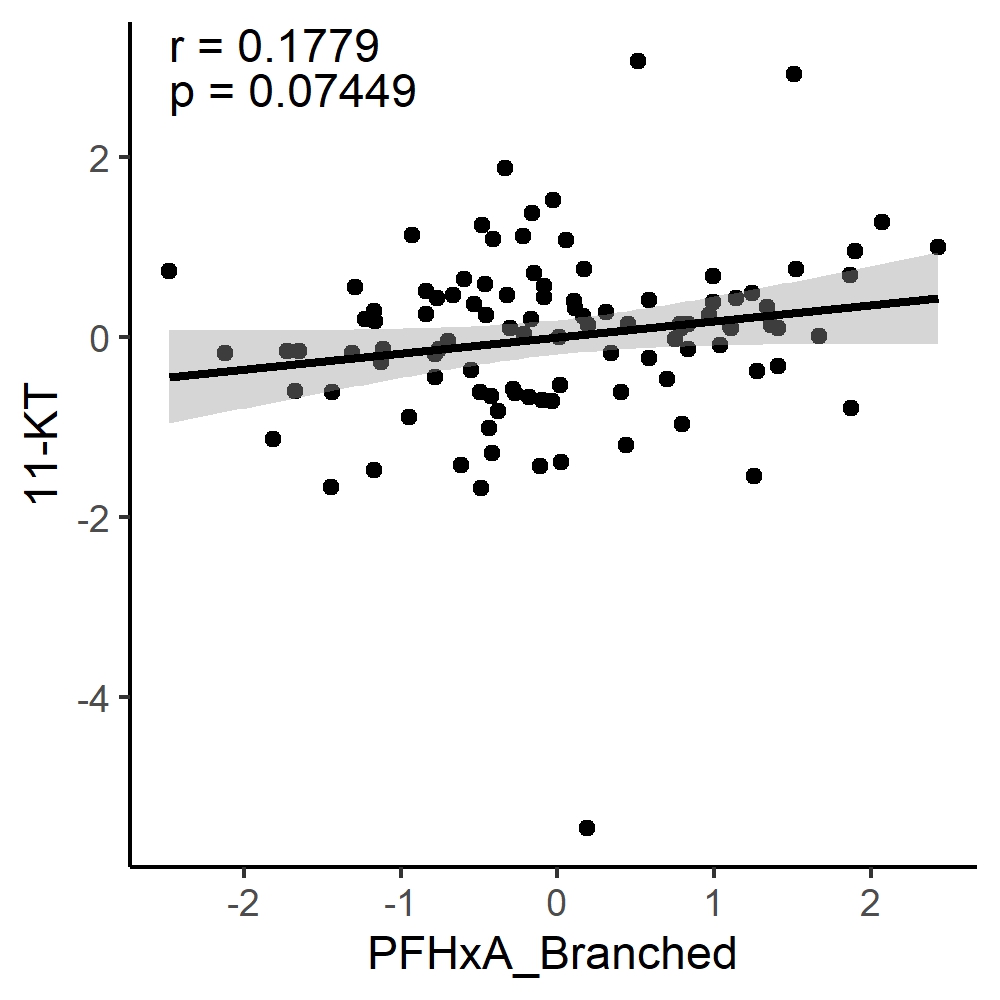 r = 0.1779
p = 0.07449
2
0
-2
-4
11-KT
-2 -1 0 1 2
PFHxA_Branched